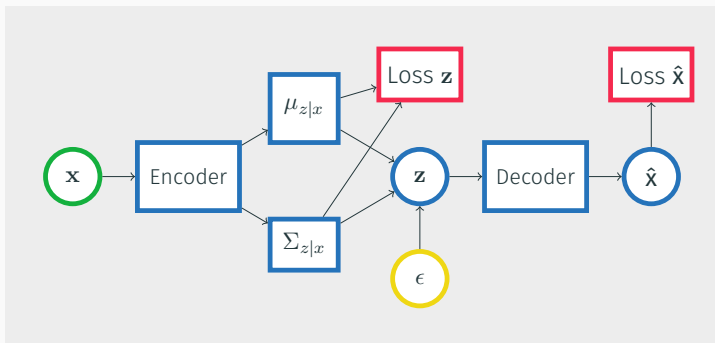 Loss 𝐳
Loss 𝐱̂
μ_{z|x}
𝐱
Encoder
𝐳
Decoder
𝐱̂
Σ_{z|x}
ϵ